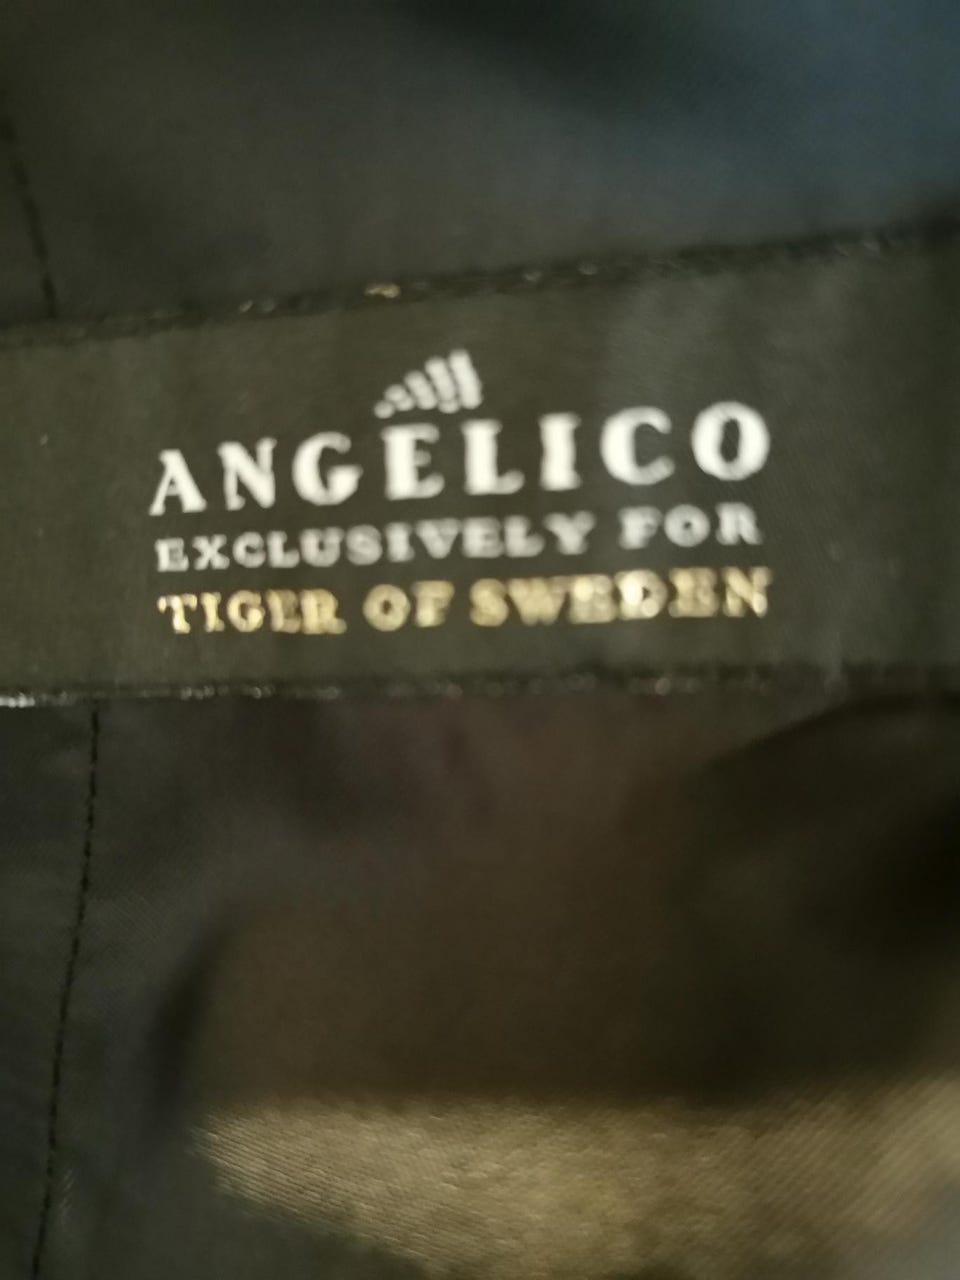 ANGELICO
EXCLUSIVELY FOR
TIGER OF SWEDEN